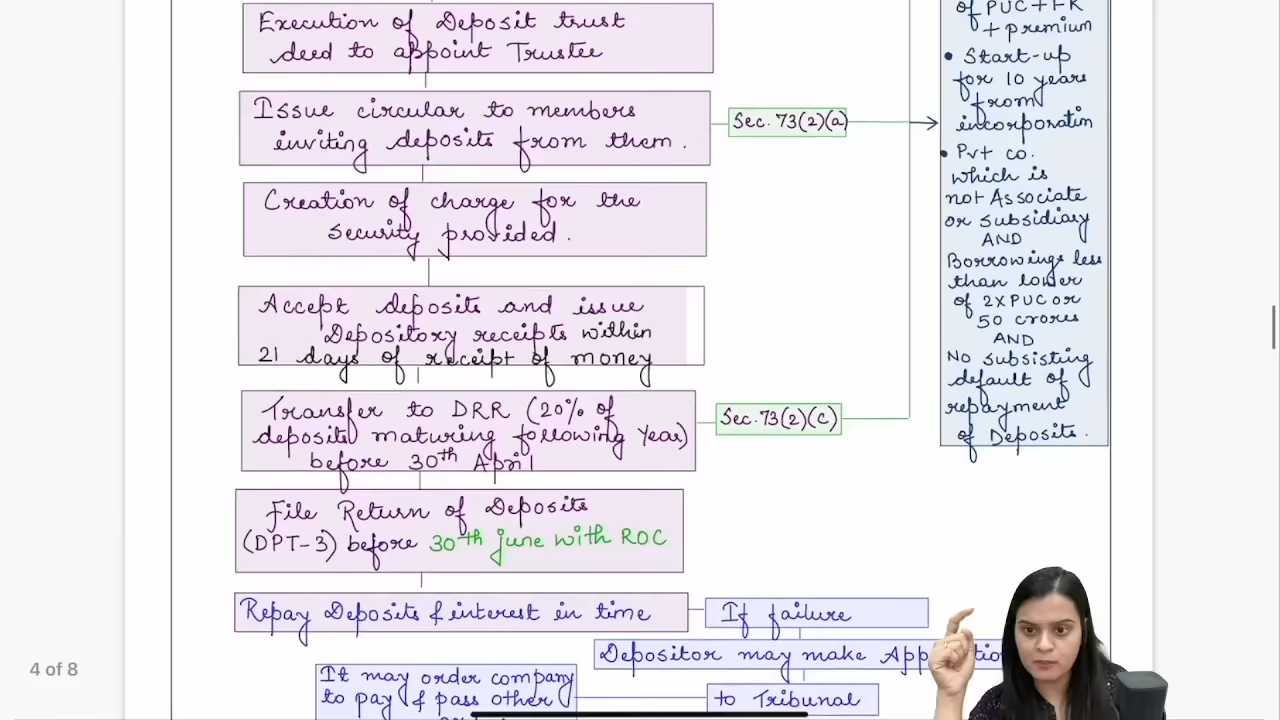 Execution of Deposit trust
deed to appoint Trustee
Issue circular to members
inviting deposits from them.
Sec. 73(2)(a)
Creation of charge for the
security provided.
Accept deposits and issue
Depository receipts within
21 days of receipt of money
Transfer to DRR (20% of
deposits maturing following Year)
before 30th April
Sec. 73(2)(C)
File Return of Deposits
(DPT-3) before 30th june with ROC
Repay Deposits & interest in time
If failure
Depositor may make
to Tribunal
It may order company
to pay & pass other
of PUC + FR
+ premium
• Start-up
for 10 years
from
incorporation
• Pvt co.
which is
not Associate
or subsidiary
AND
Borrowings less
than lower
of 2XPUC or
50 crores
AND
No subsisting
default of
repayment
of Deposits.
4 of 8